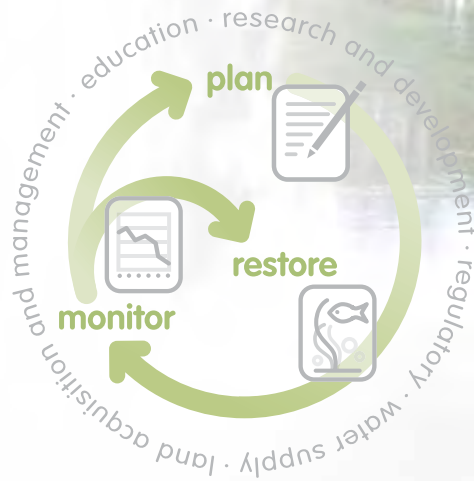 education · research and development · regulatory · water supply · land acquisition and management ·
plan
restore
monitor